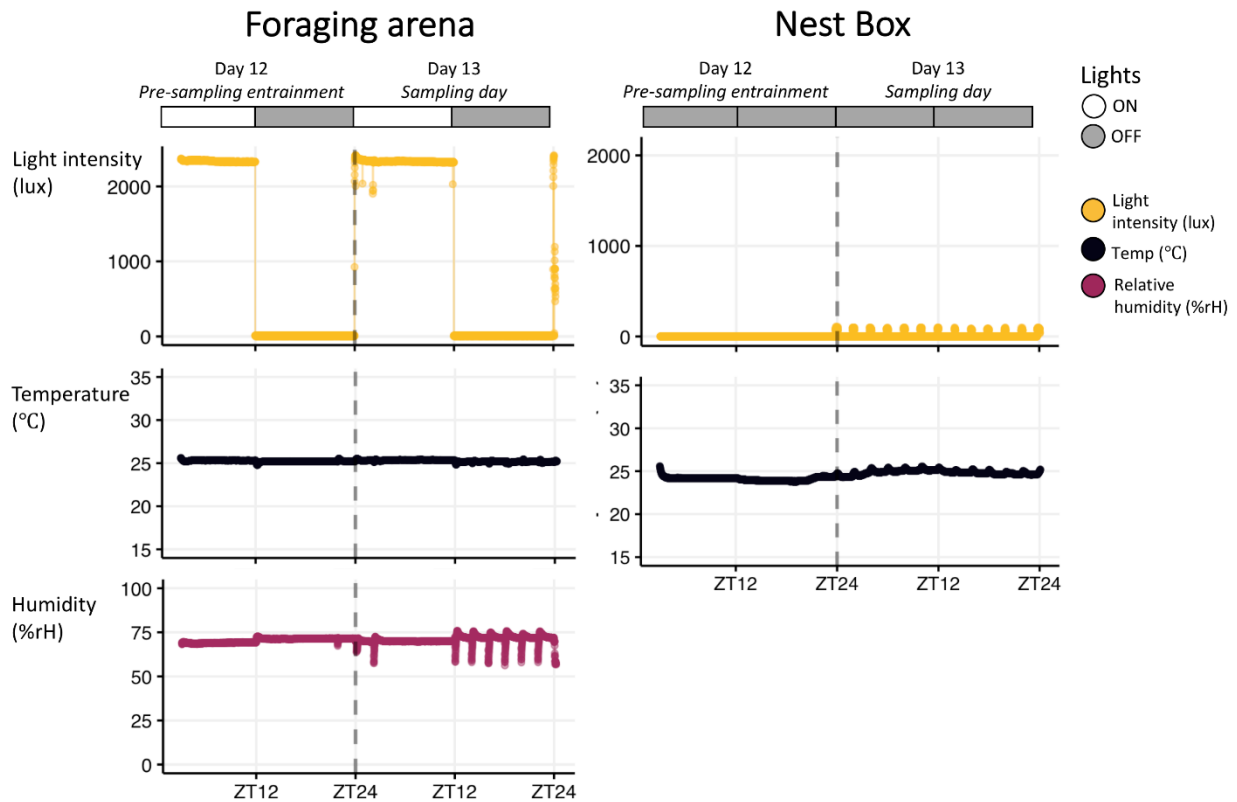 Foraging arena
Nest Box
Day 12
Pre-sampling entrainment
Day 13
Sampling day
Day 12
Pre-sampling entrainment
Day 13
Sampling day
Lights
ON
OFF
Light intensity
(lux)
2000
1000
0
2000
1000
0
Light
intensity (lux)
Temp (°C)
Relative
humidity (%rH)
Temperature
(°C)
35
30
25
20
15
35
30
25
20
15
ZT12
ZT24
ZT12
ZT24
Humidity
(%rH)
100
75
50
25
0
ZT12
ZT24
ZT12
ZT24